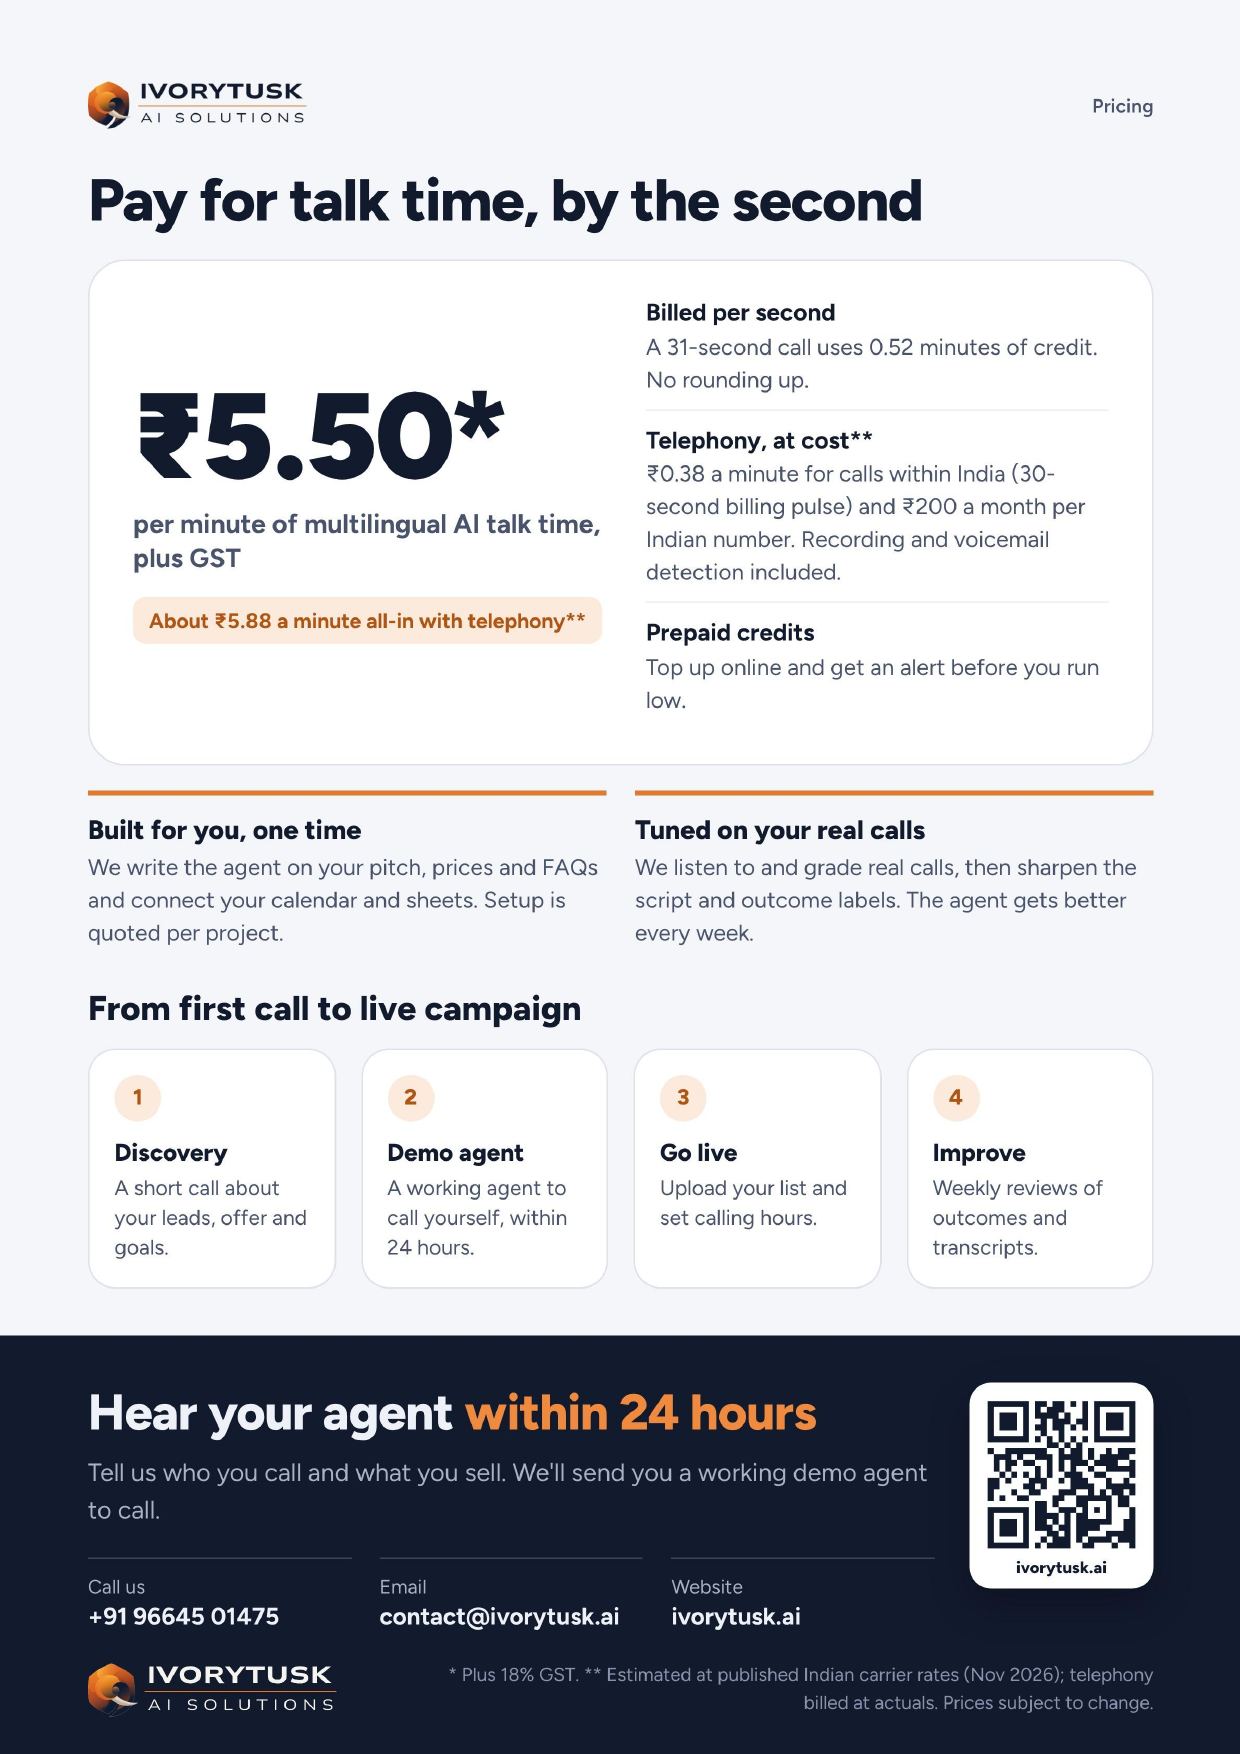 IVORYTUSK
AI SOLUTIONS
Pricing
Pay for talk time, by the second
₹5.50*
per minute of multilingual AI talk time,
plus GST
About ₹5.88 a minute all-in with telephony**
Billed per second
A 31-second call uses 0.52 minutes of credit.
No rounding up.
Telephony, at cost**
₹0.38 a minute for calls within India (30-
second billing pulse) and ₹200 a month per
Indian number. Recording and voicemail
detection included.
Prepaid credits
Top up online and get an alert before you run
low.
Built for you, one time
We write the agent on your pitch, prices and FAQs
and connect your calendar and sheets. Setup is
quoted per project.
Tuned on your real calls
We listen to and grade real calls, then sharpen the
script and outcome labels. The agent gets better
every week.
From first call to live campaign
1
Discovery
A short call about
your leads, offer and
goals.
2
Demo agent
A working agent to
call yourself, within
24 hours.
3
Go live
Upload your list and
set calling hours.
4
Improve
Weekly reviews of
outcomes and
transcripts.
Hear your agent within 24 hours
Tell us who you call and what you sell. We'll send you a working demo agent
to call.
Call us
+91 96645 01475
Email
contact@ivorytusk.ai
Website
ivorytusk.ai
ivorytusk.ai
IVORYTUSK
AI SOLUTIONS
* Plus 18% GST. ** Estimated at published Indian carrier rates (Nov 2026); telephony
billed at actuals. Prices subject to change.